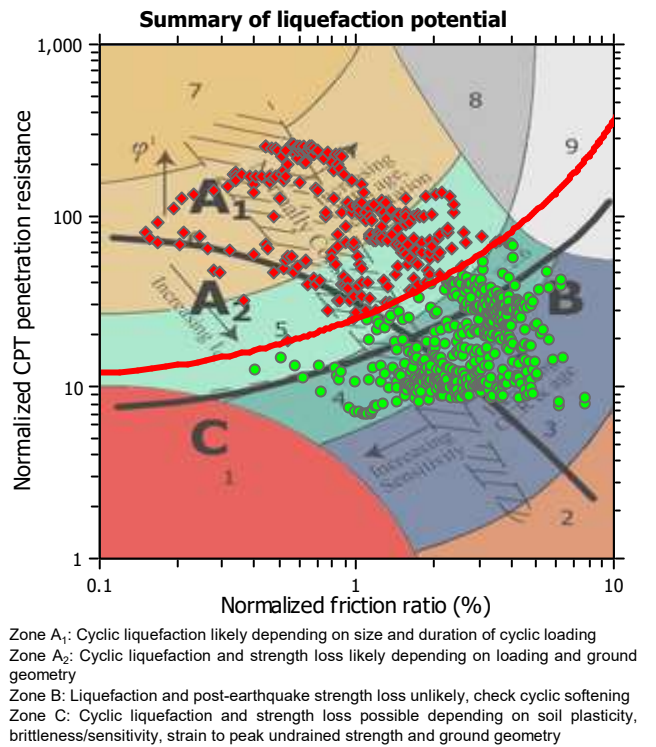 Summary of liquefaction potential
1,000
7
8
9
φ'
A1
100
A2
Increasing
6
B
5
10
4
C
3
Increasing
Sensitivity
1
2
1
0.1
1
10
Normalized CPT penetration resistance
Normalized friction ratio (%)
Zone A1: Cyclic liquefaction likely depending on size and duration of cyclic loading
Zone A2: Cyclic liquefaction and strength loss likely depending on loading and ground
geometry
Zone B: Liquefaction and post-earthquake strength loss unlikely, check cyclic softening
Zone C: Cyclic liquefaction and strength loss possible depending on soil plasticity,
brittleness/sensitivity, strain to peak undrained strength and ground geometry